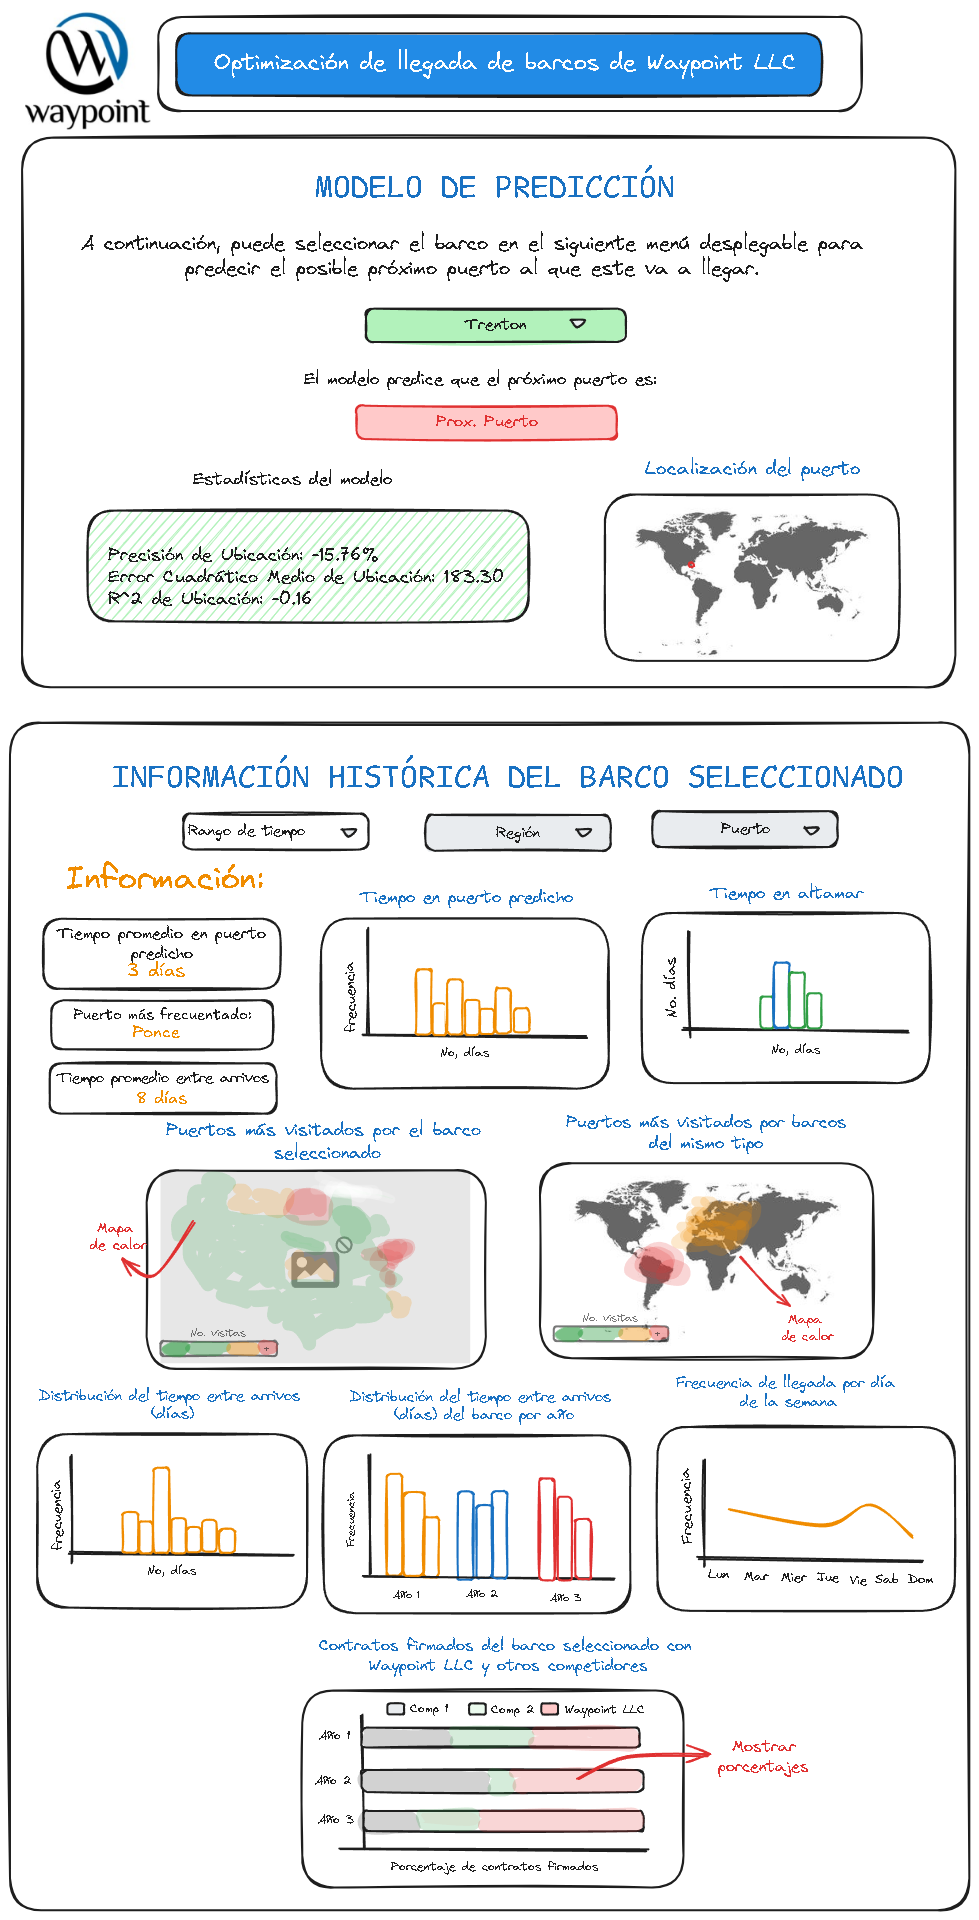 waypoint
Optimización de llegada de barcos de Waypoint LLC
MODELO DE PREDICCIÓN
A continuación, puede seleccionar el barco en el siguiente menú desplegable para
predecir el posible próximo puerto al que este va a llegar.
Trenton
El modelo predice que el próximo puerto es:
Prox. Puerto
Estadísticas del modelo
Precisión de Ubicación: -15.76%
Error Cuadrático Medio de Ubicación: 183.30
R^2 de Ubicación: -0.16
Localización del puerto
INFORMACIÓN HISTÓRICA DEL BARCO SELECCIONADO
Rango de tiempo
Región
Puerto
Información:
Tiempo promedio en puerto
predicho
3 días
Puerto más frecuentado:
Ponce
Tiempo promedio entre arrivos
8 días
Tiempo en puerto predicho
frecuencia
No, días
Tiempo en altamar
No. días
No, días
Puertos más visitados por el barco
seleccionado
Mapa
de calor
No. visitas
+
Puertos más visitados por barcos
del mismo tipo
No. visitas
- +
Mapa
de calor
Distribución del tiempo entre arrivos
(días)
frecuencia
No, días
Distribución del tiempo entre arrivos
(días) del barco por año
Frecuencia
Año 1
Año 2
Año 3
Frecuencia de llegada por día
de la semana
Frecuencia
Lun Mar Mier Jue Vie Sab Dom
Contratos firmados del barco seleccionado con
Waypoint LLC y otros competidores
Comp 1 Comp 2 Waypoint LLC
Año 1
Año 2
Año 3
Porcentaje de contratos firmados
Mostrar
porcentajes